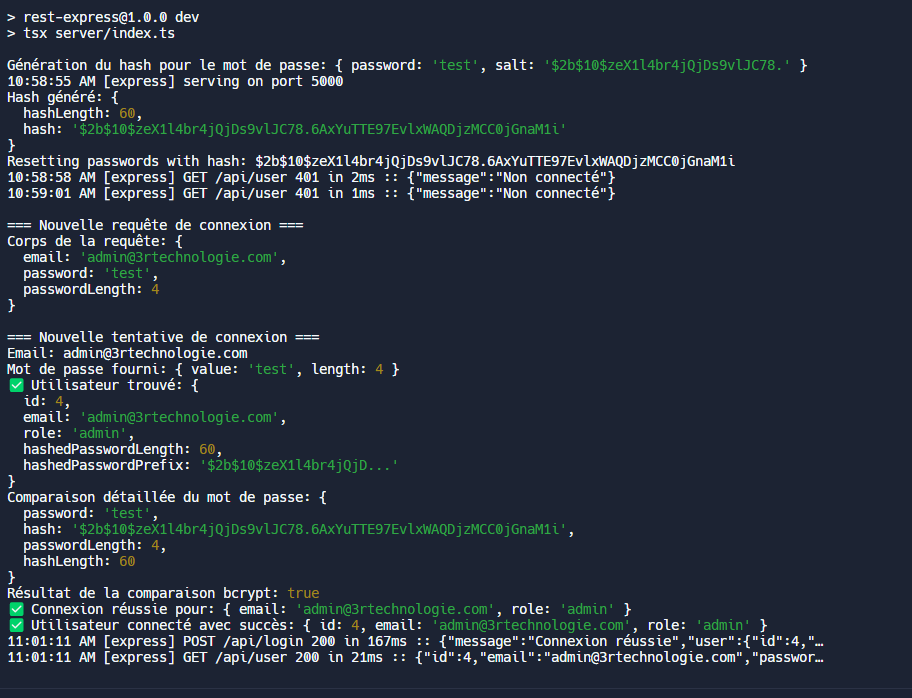 > rest-express@1.0.0 dev
> tsx server/index.ts
Génération du hash pour le mot de passe: { password: 'test', salt: '$2b$10$zeX1l4br4jQjDs9vlJC78.' }
10:58:55 AM [express] serving on port 5000
Hash généré: {
hashLength: 60,
hash: '$2b$10$zeX1l4br4jQjDs9vlJC78.6AxYuTTE97EvlxWAQDjzMCC0jGnaM1i'
}
Resetting passwords with hash: $2b$10$zeX1l4br4jQjDs9vlJC78.6AxYuTTE97EvlxWAQDjzMCC0jGnaM1i
10:58:58 AM [express] GET /api/user 401 in 2ms :: {"message":"Non connecté"}
10:59:01 AM [express] GET /api/user 401 in 1ms :: {"message":"Non connecté"}
=== Nouvelle requête de connexion ===
Corps de la requête: {
email: 'admin@3rtechnologie.com',
password: 'test',
passwordLength: 4
}
=== Nouvelle tentative de connexion ===
Email: admin@3rtechnologie.com
Mot de passe fourni: { value: 'test', length: 4 }
✅ Utilisateur trouvé: {
id: 4,
email: 'admin@3rtechnologie.com',
role: 'admin',
hashedPasswordLength: 60,
hashedPasswordPrefix: '$2b$10$zeX1l4br4jQjD...'
}
Comparaison détaillée du mot de passe: {
password: 'test',
hash: '$2b$10$zeX1l4br4jQjDs9vlJC78.6AxYuTTE97EvlxWAQDjzMCC0jGnaM1i',
passwordLength: 4,
hashLength: 60
}
Résultat de la comparaison bcrypt: true
✅ Connexion réussie pour: { email: 'admin@3rtechnologie.com', role: 'admin' }
✅ Utilisateur connecté avec succès: { id: 4, email: 'admin@3rtechnologie.com', role: 'admin' }
11:01:11 AM [express] POST /api/login 200 in 167ms :: {"message":"Connexion réussie","user":{"id":4,"…
11:01:11 AM [express] GET /api/user 200 in 21ms :: {"id":4,"email":"admin@3rtechnologie.com","passwor…